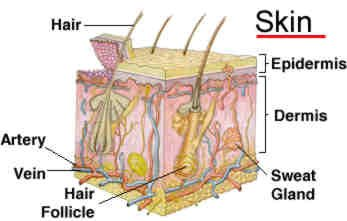 Skin
Hair
Epidermis
Dermis
Artery
Vein
Hair
Follicle
Sweat
Gland